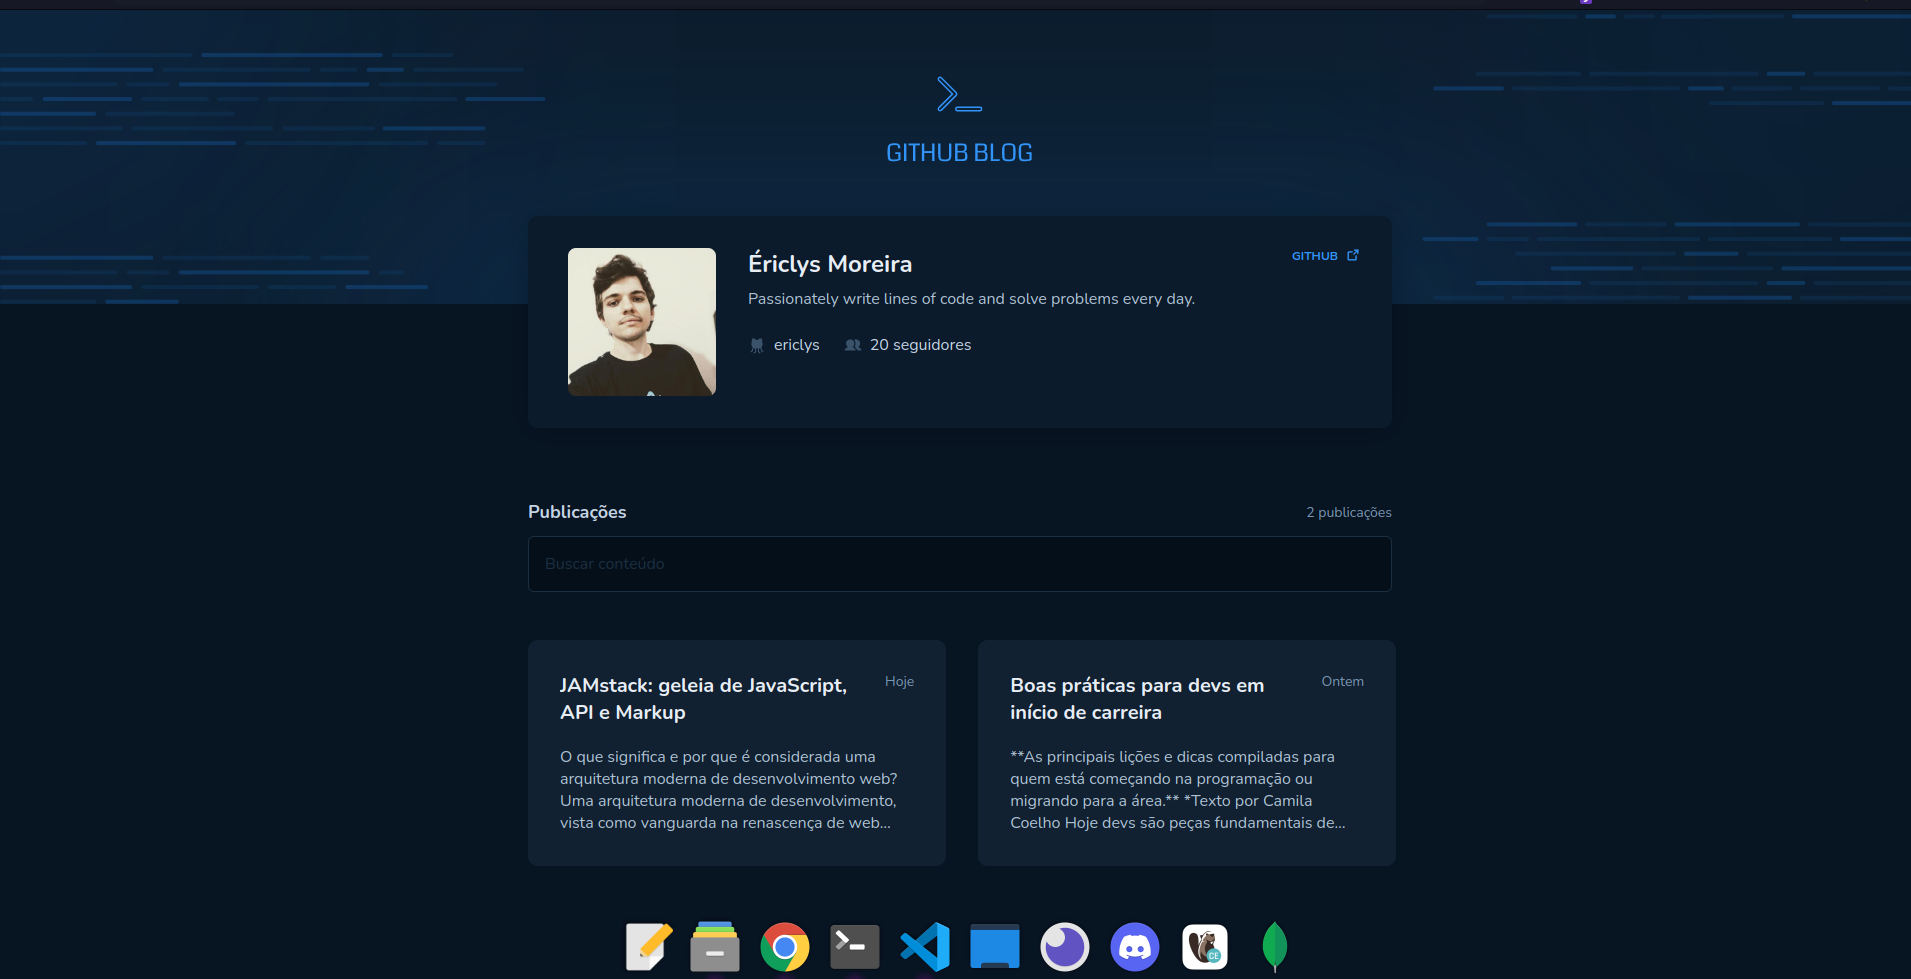 GITHUB BLOG
Ériclys Moreira
GITHUB
Passionately write lines of code and solve problems every day.
ericlys
20 seguidores
Publicações
2 publicações
Buscar conteúdo
JAMstack: geleia de JavaScript,
API e Markup
Hoje
O que significa e por que é considerada uma
arquitetura moderna de desenvolvimento web?
Uma arquitetura moderna de desenvolvimento,
vista como vanguarda na renascença de web...
Boas práticas para devs em
início de carreira
Ontem
**As principais lições e dicas compiladas para
quem está começando na programação ou
migrando para a área.** *Texto por Camila
Coelho Hoje devs são peças fundamentais de...
CE